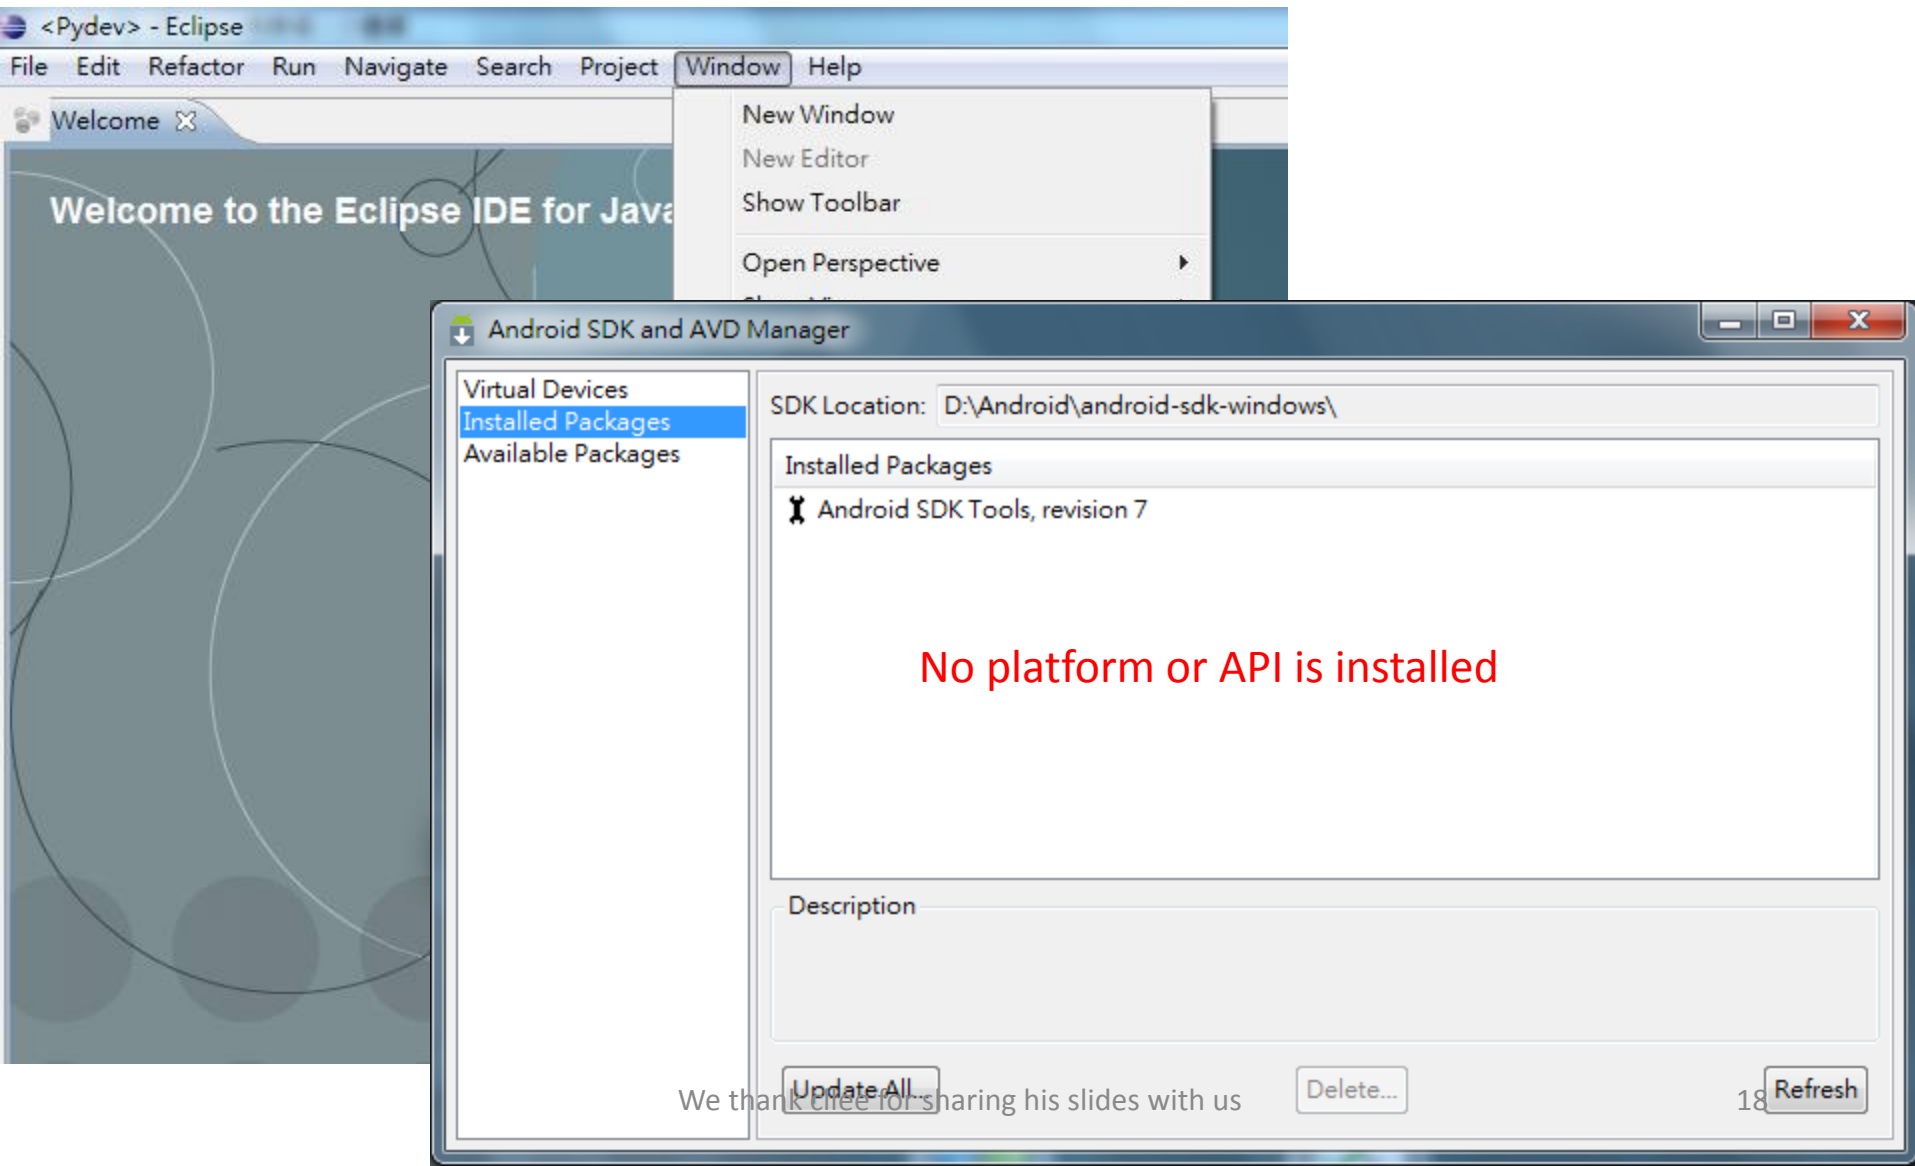 <Pydev> - Eclipse
File Edit Refactor Run Navigate Search Project Window Help
Welcome
New Window
New Editor
Show Toolbar
Welcome to the Eclipse IDE for Java
Open Perspective
Android SDK and AVD Manager
Virtual Devices
Installed Packages
Available Packages
SDK Location: D:\Android\android-sdk-windows\
Installed Packages
Android SDK Tools, revision 7
No platform or API is installed
Description
Update All...
Delete...
Refresh
We thank cliee for sharing his slides with us
18